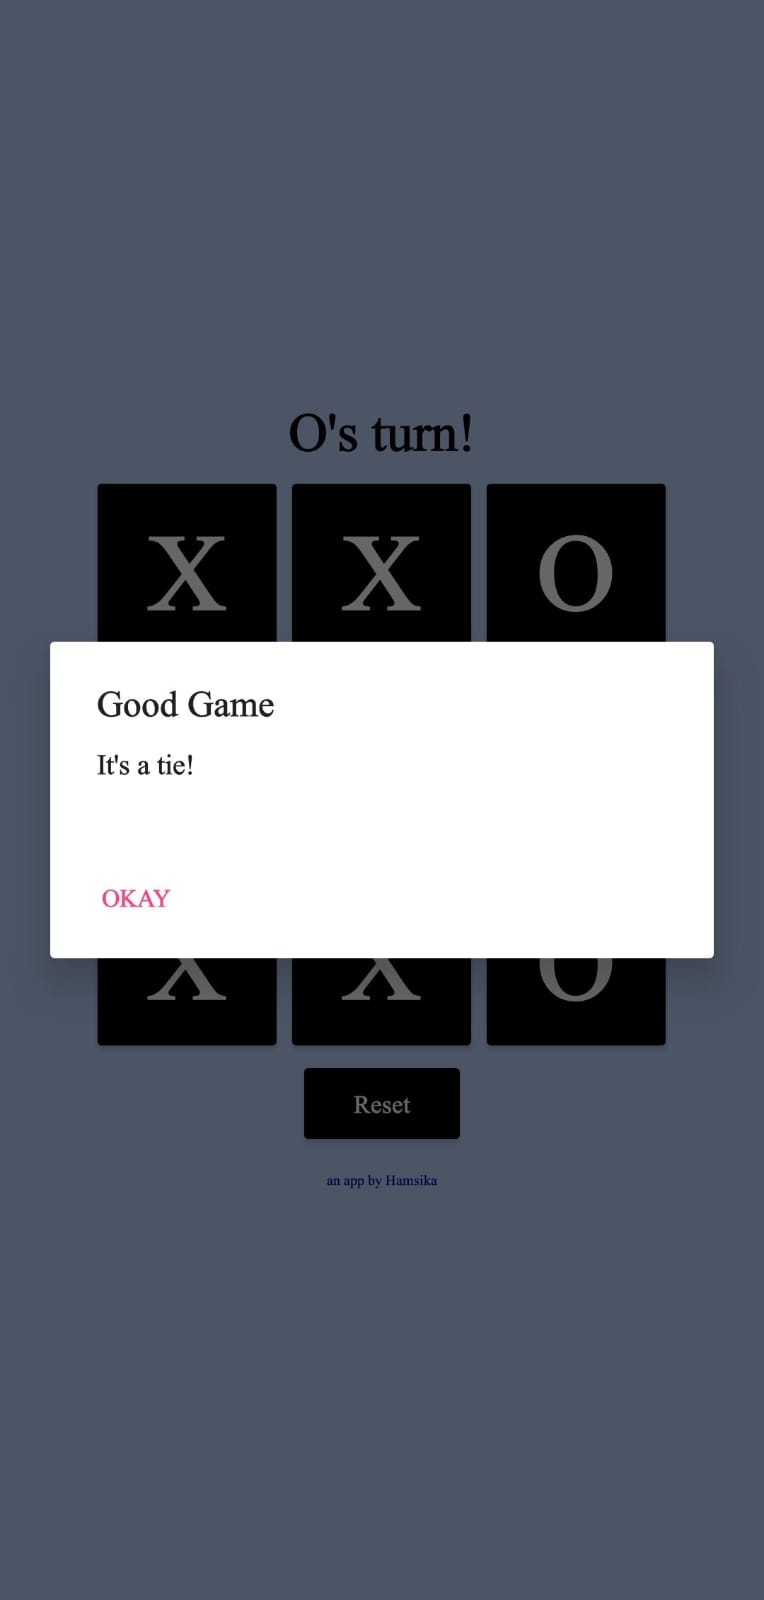 O's turn!
X X O
Good Game
It's a tie!
OKAY
X X O
Reset
an app by Hamsika